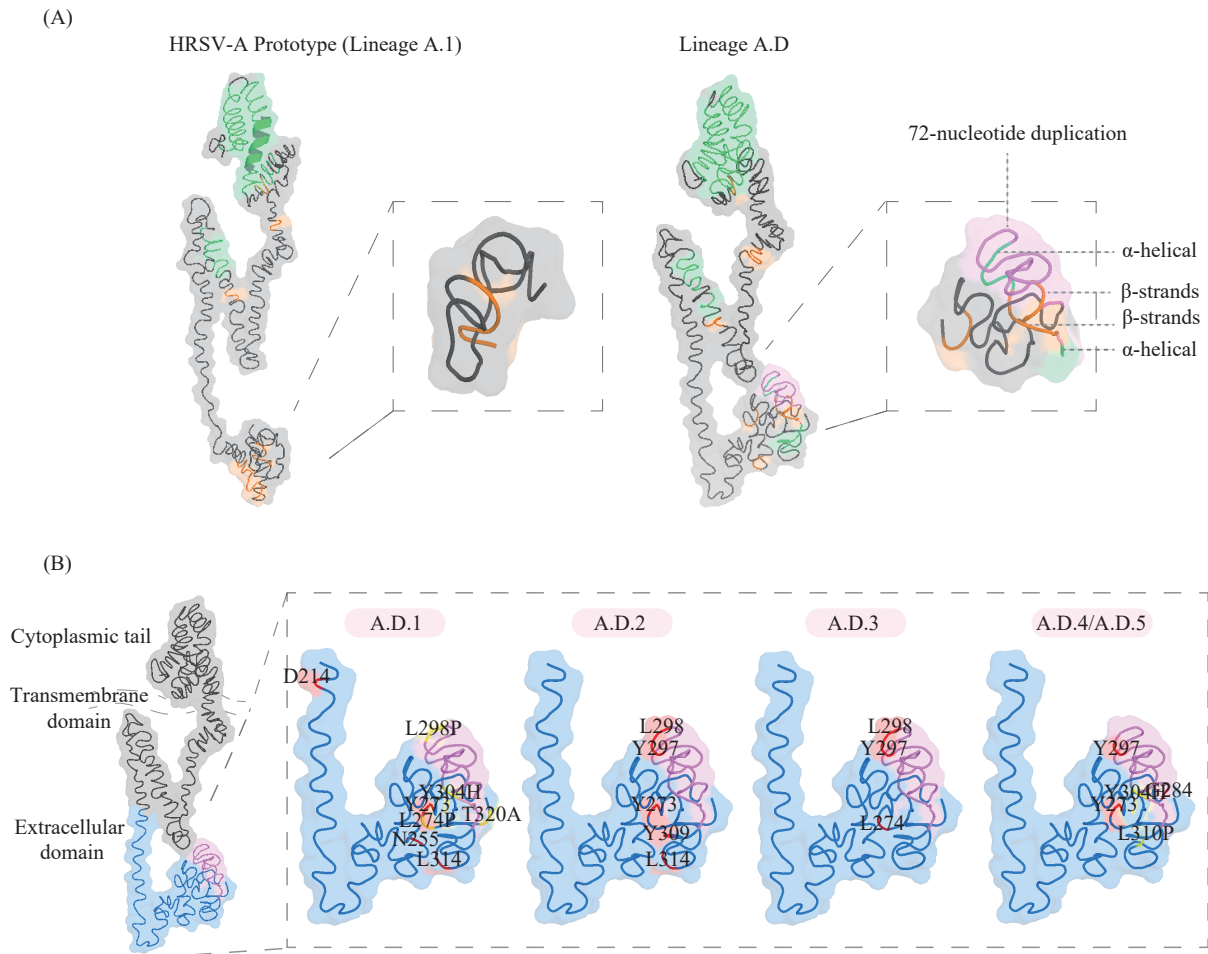 (A)
HRSV-A Prototype (Lineage A.1)
Lineage A.D
72-nucleotide duplication
α-helical
β-strands
β-strands
α-helical
(B)
Cytoplasmic tail
Transmembrane
domain
Extracellular
domain
A.D.1
D214
L298P
Y304H
Y273
L274P
T320A
N255
L314
A.D.2
L298
Y297
Y273
Y309
L314
A.D.3
L298
Y297
L274
A.D.4/A.D.5
Y297
Y273
L310P